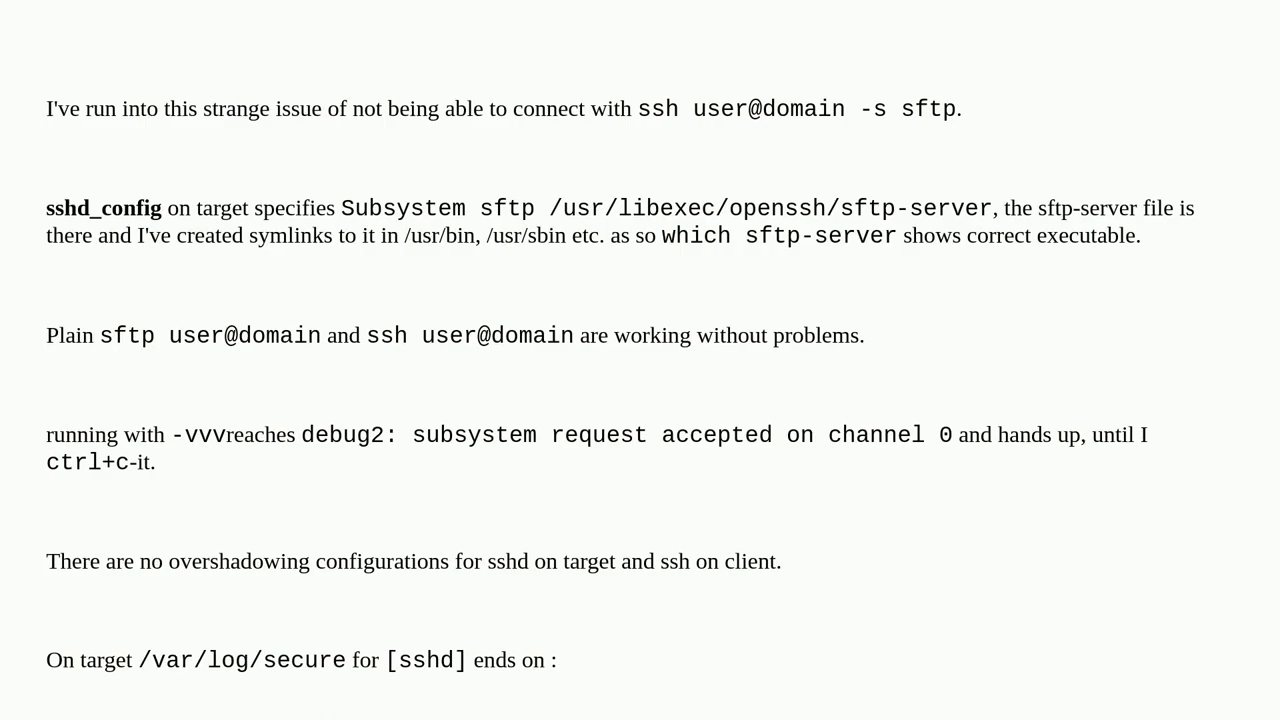 I've run into this strange issue of not being able to connect with ssh user@domain -s sftp.
sshd_config on target specifies Subsystem sftp /usr/libexec/openssh/sftp-server, the sftp-server file is
there and I've created symlinks to it in /usr/bin, /usr/sbin etc. as so which sftp-server shows correct executable.
Plain sftp user@domain and ssh user@domain are working without problems.
running with -vvvreaches debug2: subsystem request accepted on channel 0 and hands up, until I
ctrl+c-it.
There are no overshadowing configurations for sshd on target and ssh on client.
On target /var/log/secure for [sshd] ends on :